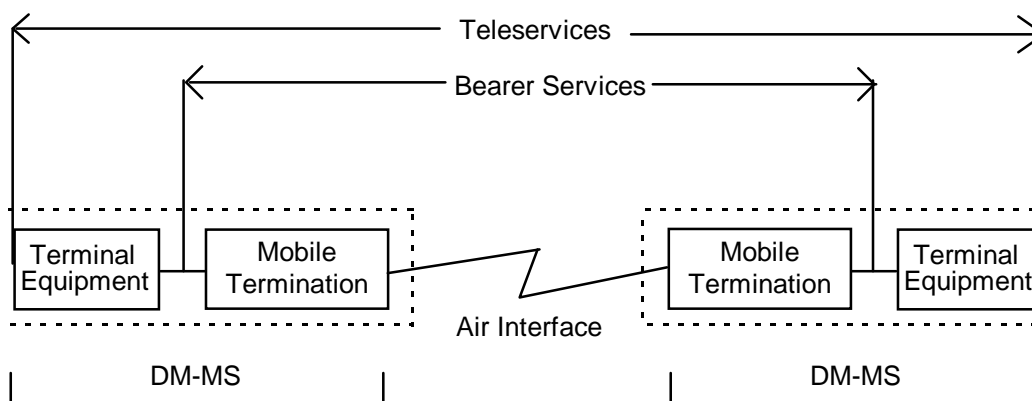 Teleservices
Bearer Services
Terminal
Equipment
Mobile
Termination
Mobile
Termination
Terminal
Equipment
Air Interface
DM-MS
DM-MS